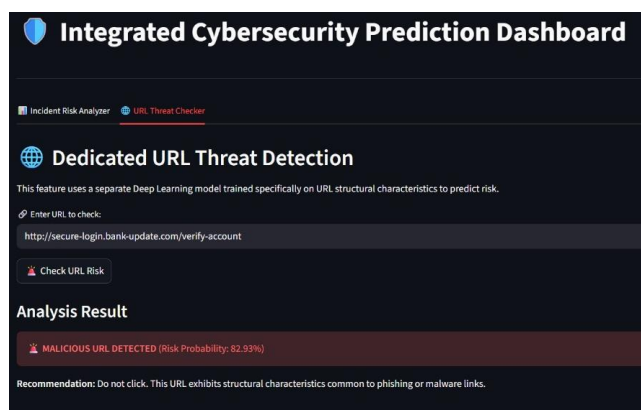 Integrated Cybersecurity Prediction Dashboard
Incident Risk Analyzer URL Threat Checker
Dedicated URL Threat Detection
This feature uses a separate Deep Learning model trained specifically on URL structural characteristics to predict risk.
Enter URL to check:
http://secure-login.bank-update.com/verify-account
Check URL Risk
Analysis Result
MALICIOUS URL DETECTED (Risk Probability: 82.93%)
Recommendation: Do not click. This URL exhibits structural characteristics common to phishing or malware links.